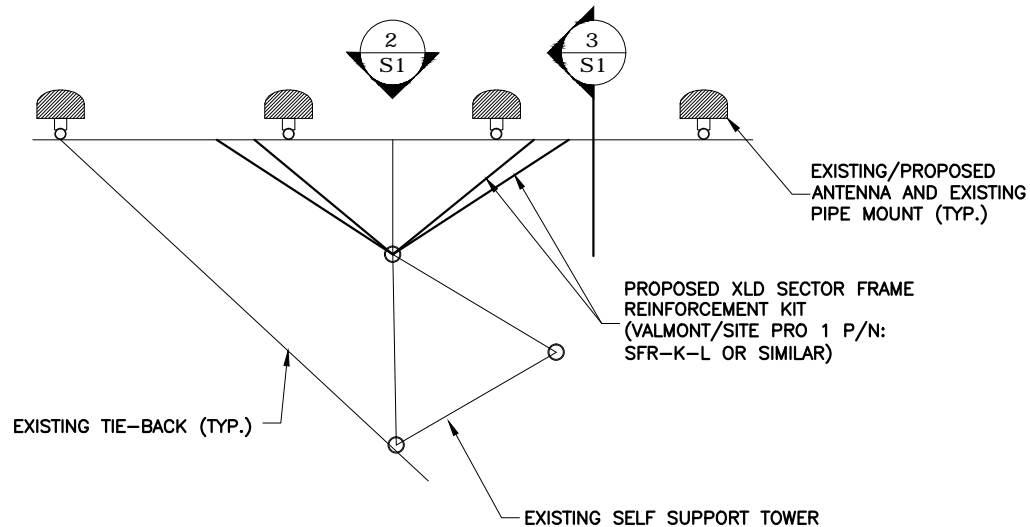 2
S1
3
S1
EXISTING/PROPOSED
ANTENNA AND EXISTING
PIPE MOUNT (TYP.)
PROPOSED XLD SECTOR FRAME
REINFORCEMENT KIT
(VALMONT/SITE PRO 1 P/N:
SFR-K-L OR SIMILAR)
EXISTING TIE-BACK (TYP.)
EXISTING SELF SUPPORT TOWER